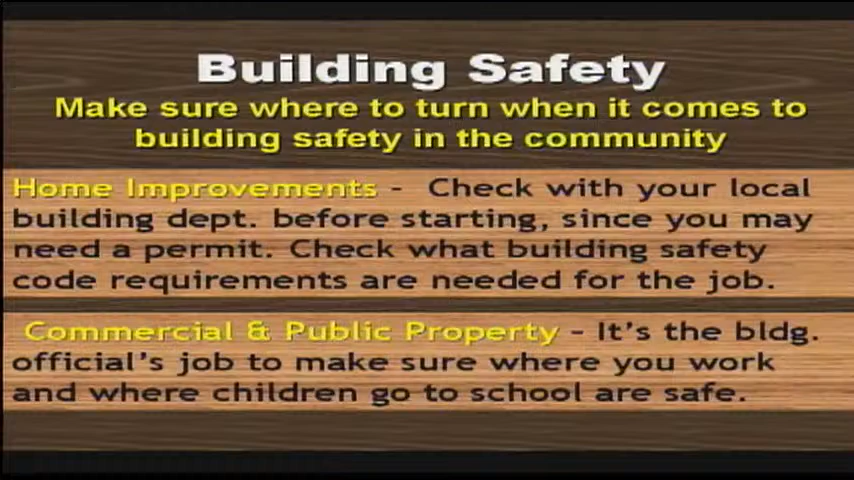 Building Safety
Make sure where to turn when it comes to
building safety in the community
Home Improvements - Check with your local
building dept. before starting, since you may
need a permit. Check what building safety
code requirements are needed for the job.
Commercial & Public Property - It's the bldg.
official's job to make sure where you work
and where children go to school are safe.